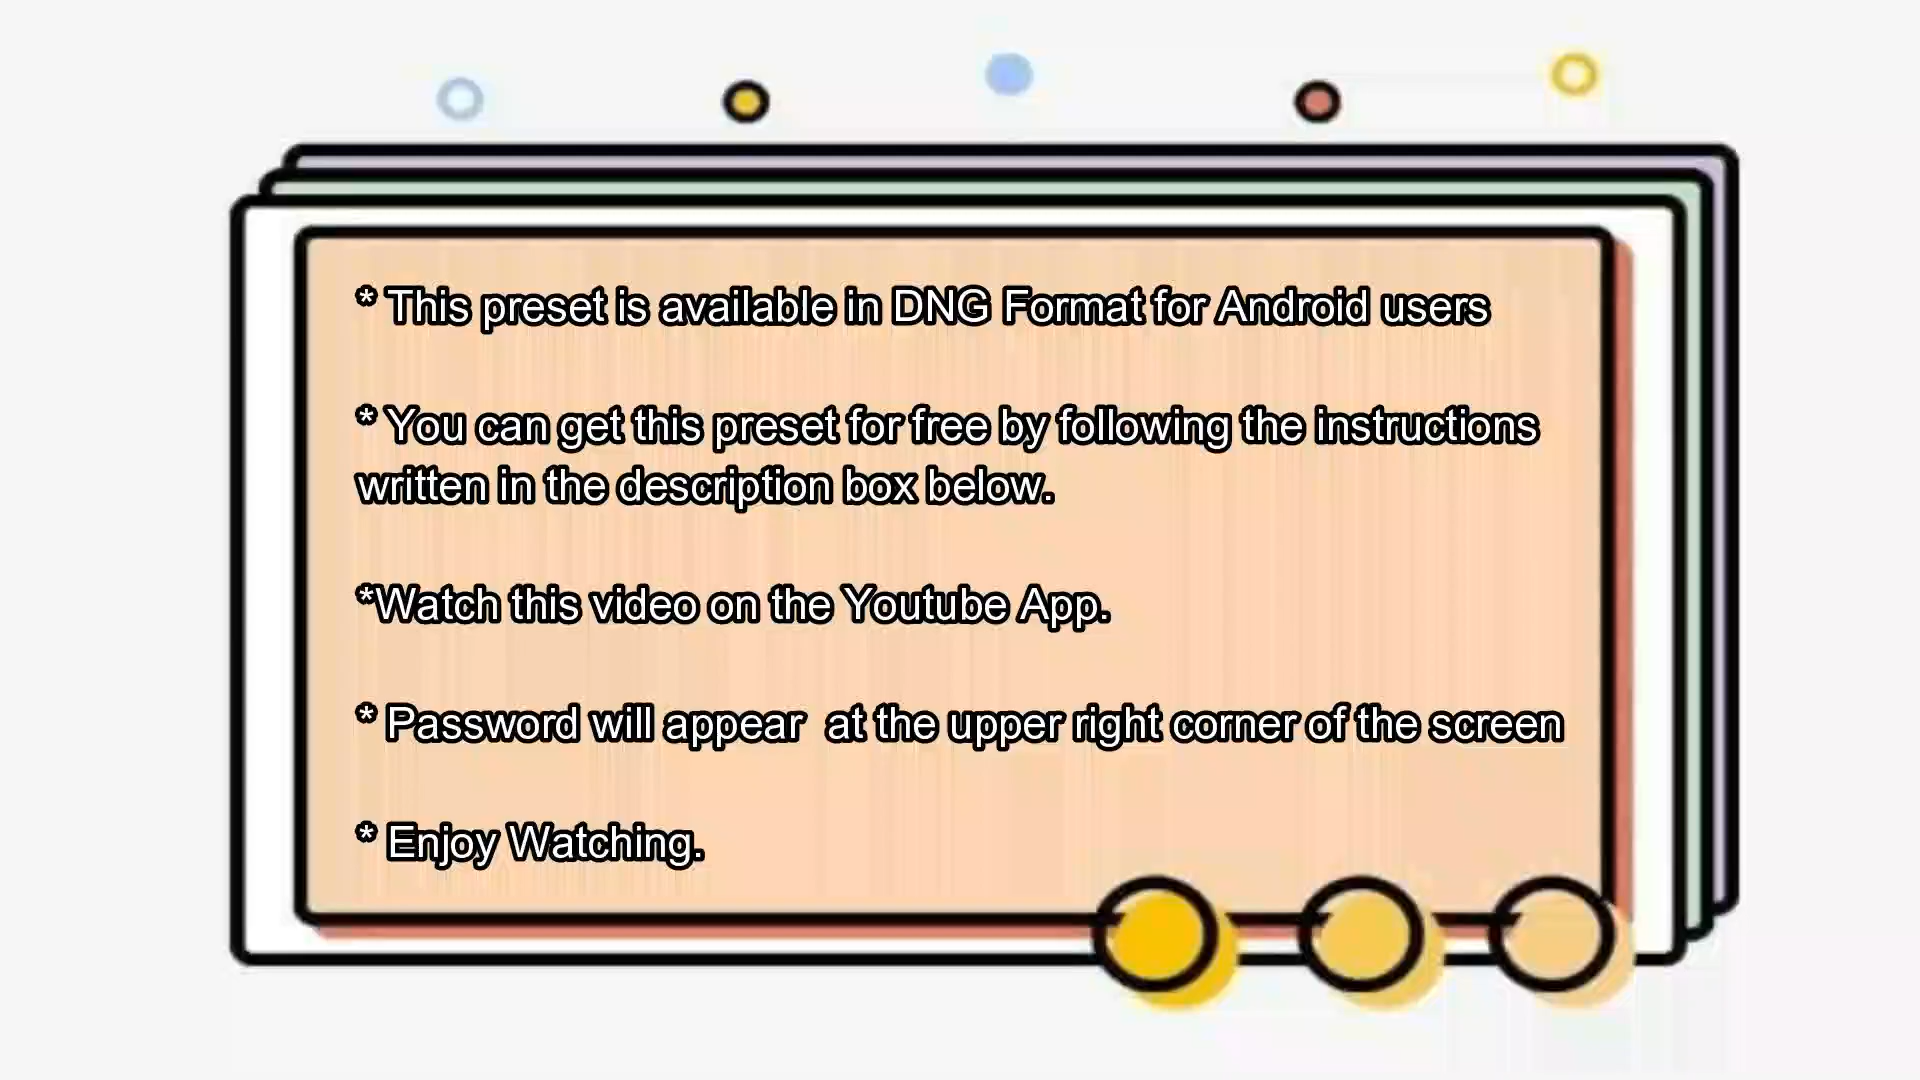 * This preset is available in DNG Format for Android users
* You can get this preset for free by following the instructions
written in the description box below.
*Watch this video on the Youtube App.
* Password will appear  at the upper right corner of the screen
* Enjoy Watching.